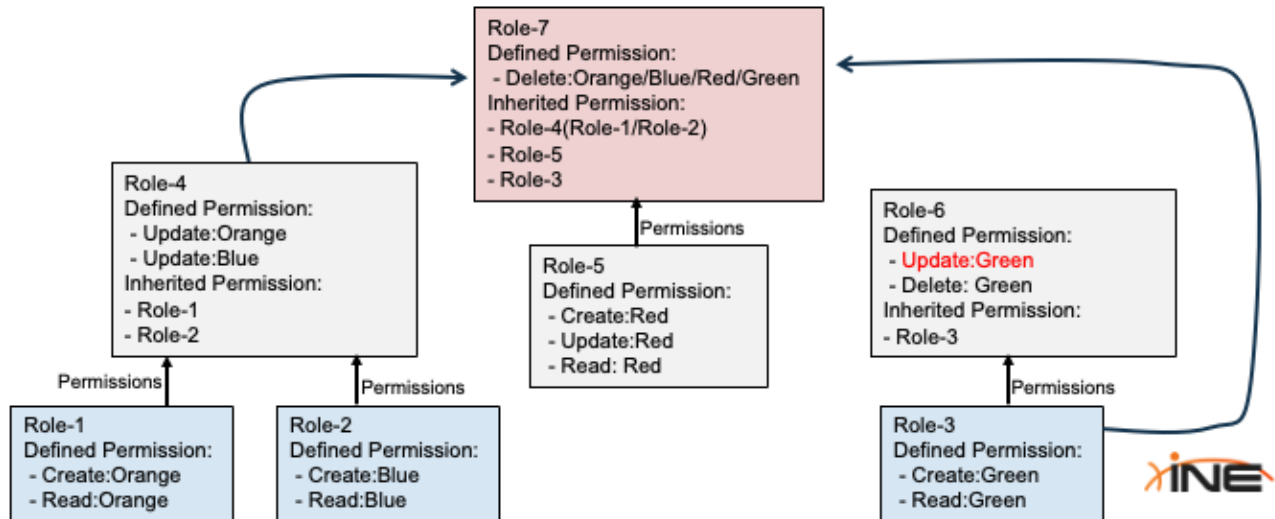 Role-7
Defined Permission:
- Delete:Orange/Blue/Red/Green
Inherited Permission:
- Role-4(Role-1/Role-2)
- Role-5
- Role-3
Role-4
Defined Permission:
- Update:Orange
- Update:Blue
Inherited Permission:
- Role-1
- Role-2
Permissions
Role-5
Defined Permission:
- Create:Red
- Update:Red
- Read: Red
Role-6
Defined Permission:
- Update:Green
- Delete: Green
Inherited Permission:
- Role-3
Permissions
Permissions
Permissions
Role-1
Defined Permission:
- Create:Orange
- Read:Orange
Role-2
Defined Permission:
- Create:Blue
- Read:Blue
Role-3
Defined Permission:
- Create:Green
- Read:Green
iNE